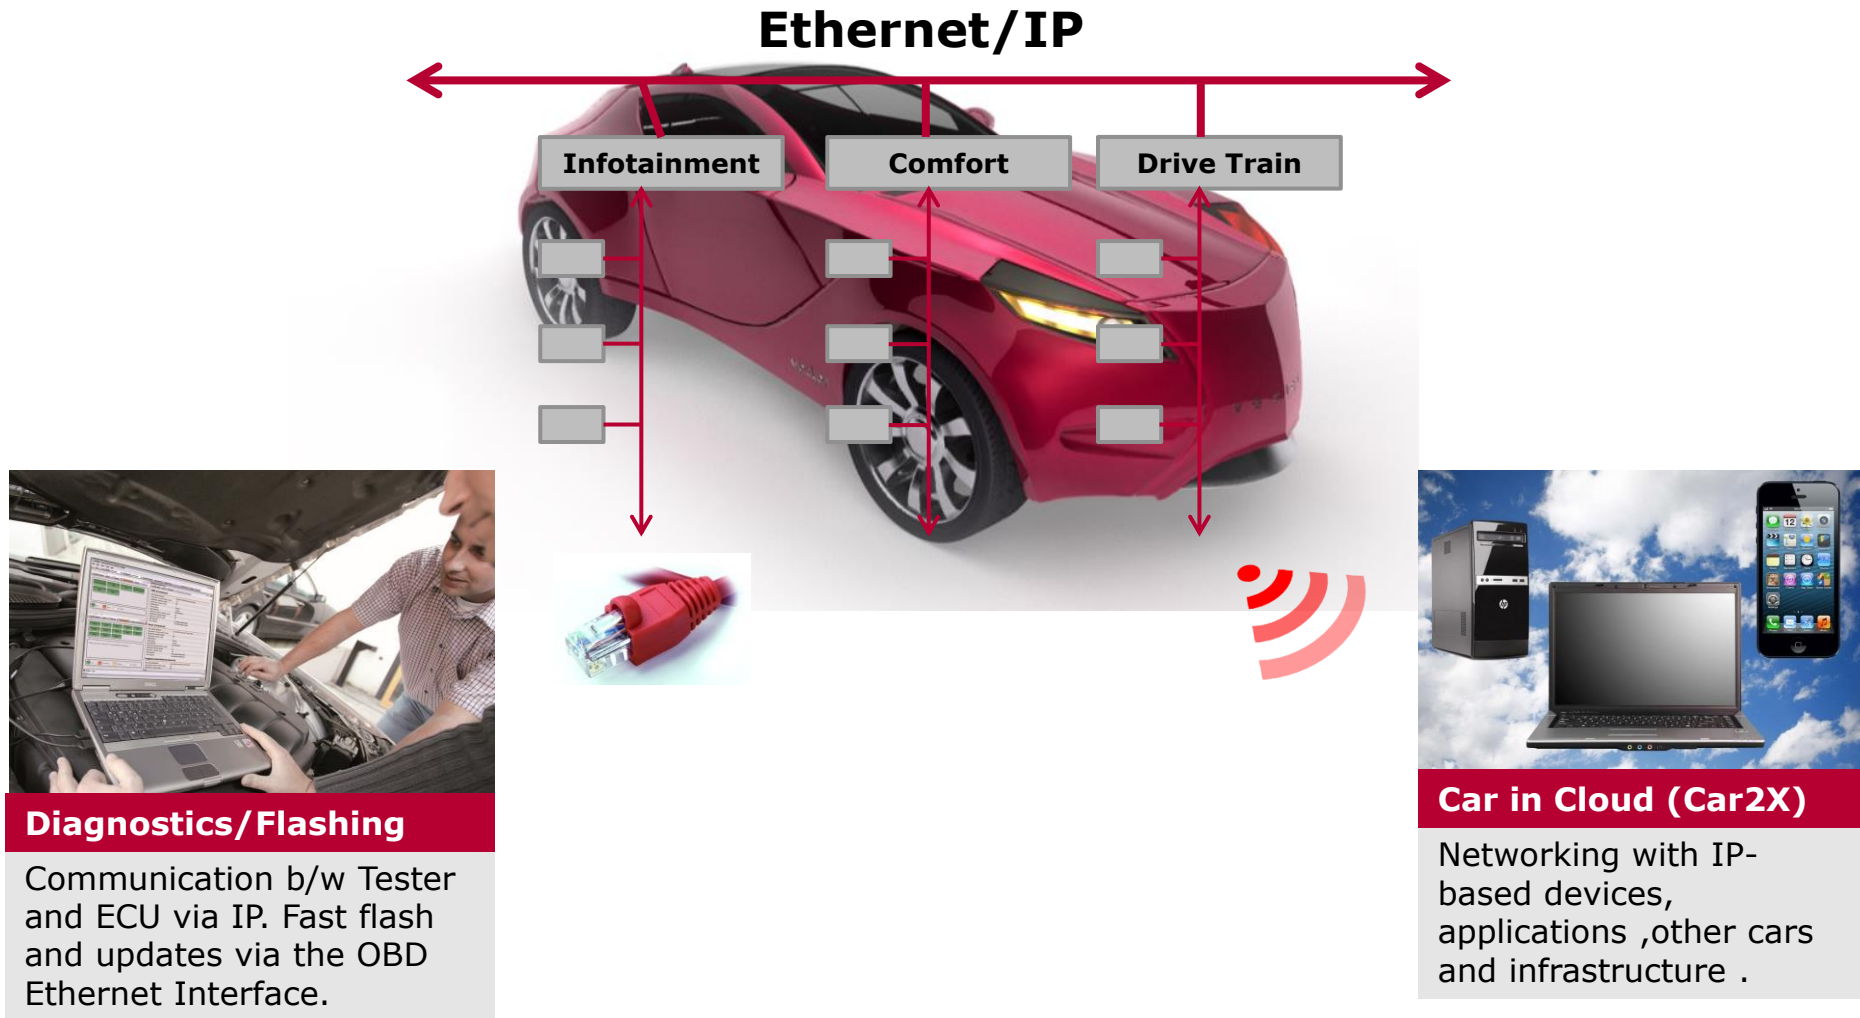 Ethernet/IP
Infotainment
Comfort
Drive Train
Diagnostics/Flashing
Communication b/w Tester
and ECU via IP. Fast flash
and updates via the OBD
Ethernet Interface.
Car in Cloud (Car2X)
Networking with IP-
based devices,
applications ,other cars
and infrastructure .